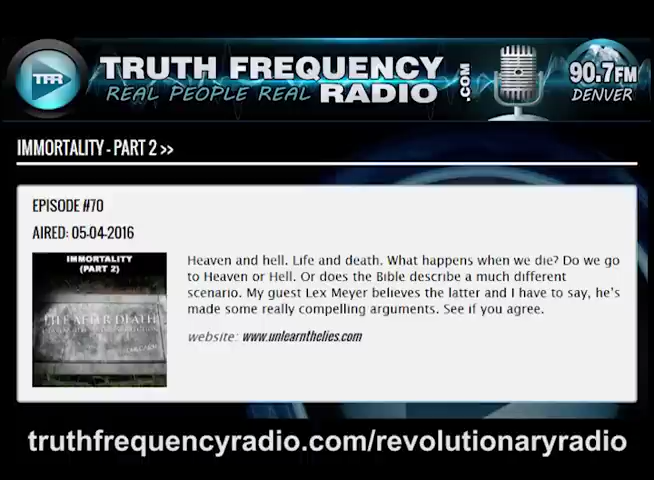 TFR
TRUTH FREQUENCY
REAL PEOPLE REAL RADIO
.COM
90.7FM
DENVER
IMMORTALITY - PART 2 >>
EPISODE #70
AIRED: 05-04-2016
IMMORTALITY
(PART 2)
LIFE AFTER DEATH
Heaven and hell. Life and death. What happens when we die? Do we go
to Heaven or Hell. Or does the Bible describe a much different
scenario. My guest Lex Meyer believes the latter and I have to say, he's
made some really compelling arguments. See if you agree.
website: www.unlearnthelies.com
truthfrequencyradio.com/revolutionaryradio